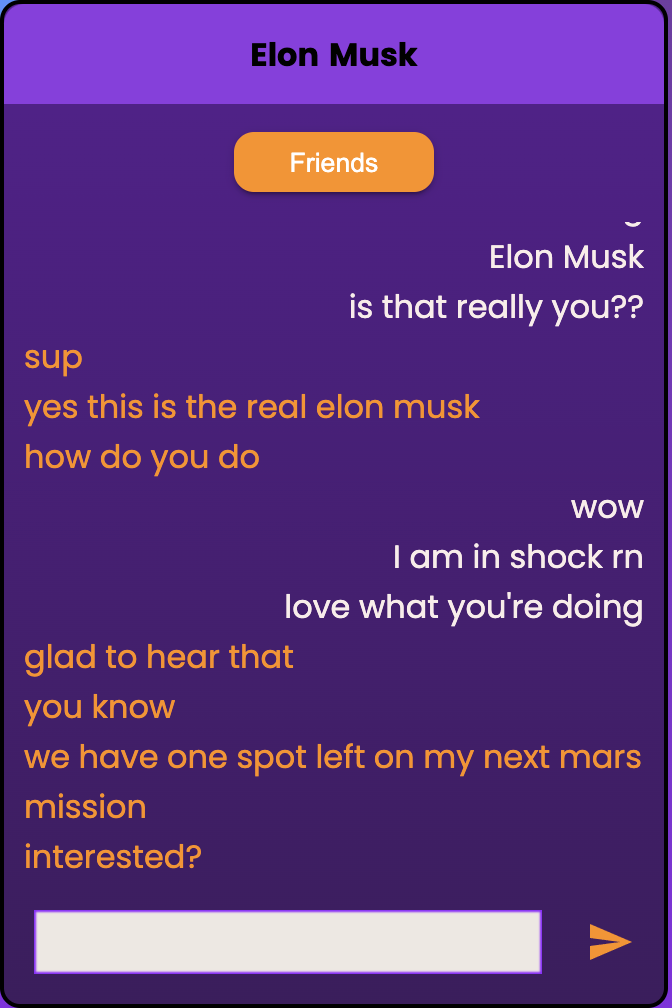 Elon Musk
Friends
Elon Musk
is that really you??
sup
yes this is the real elon musk
how do you do
wow
I am in shock rn
love what you're doing
glad to hear that
you know
we have one spot left on my next mars
mission
interested?